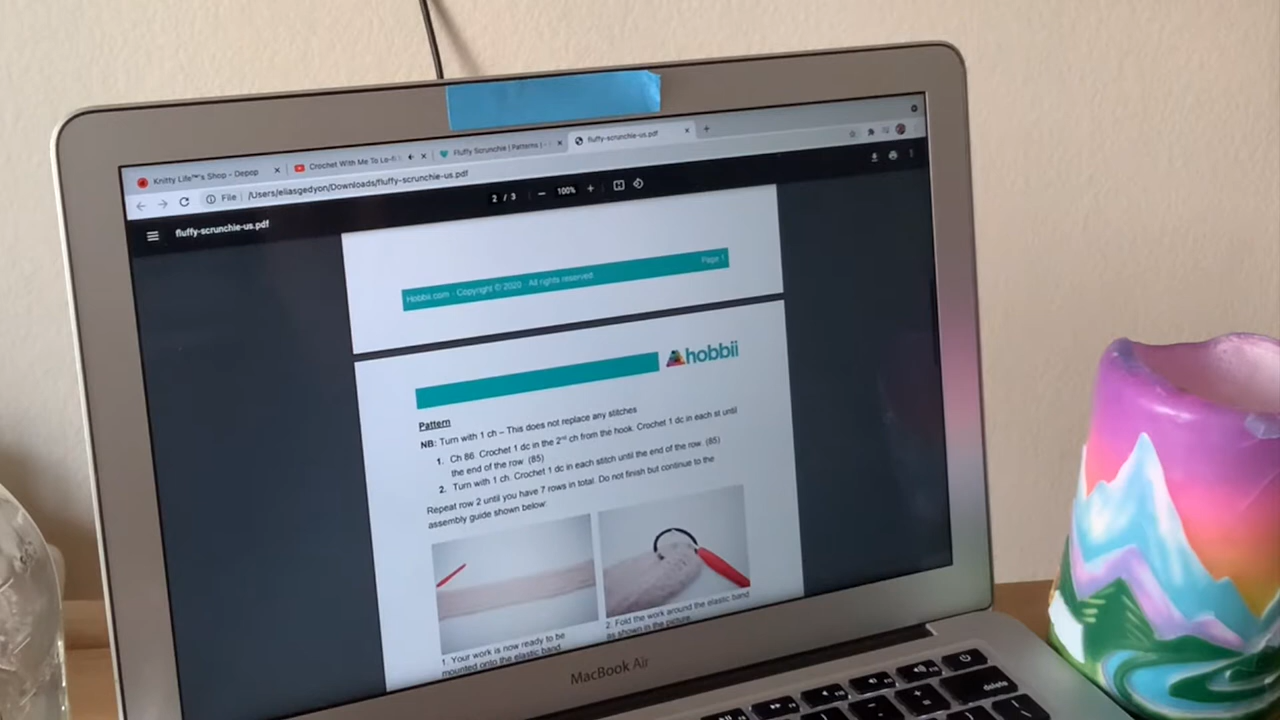 Knitty Life™'s Shop - Depop
Crochet With Me To Lo-fi
Fluffy Scrunchie | Patterns | -
fluffy-scrunchie-us.pdf
File | /Users/eliasgedyon/Downloads/fluffy-scrunchie-us.pdf
fluffy-scrunchie-us.pdf
2 / 3
100%
Hobbii.com - Copyright © 2020 - All rights reserved
Page 1
hobbii
Pattern
NB: Turn with 1 ch – This does not replace any stitches
1. Ch 86. Crochet 1 dc in the 2nd ch from the hook. Crochet 1 dc in each st until
the end of the row. (85)
2. Turn with 1 ch. Crochet 1 dc in each stitch until the end of the row. (85)
Repeat row 2 until you have 7 rows in total. Do not finish but continue to the
assembly guide shown below
1. Your work is now ready to be
mounted onto the elastic band
2. Fold the work around the elastic band
as shown in the picture
MacBook Air
delete